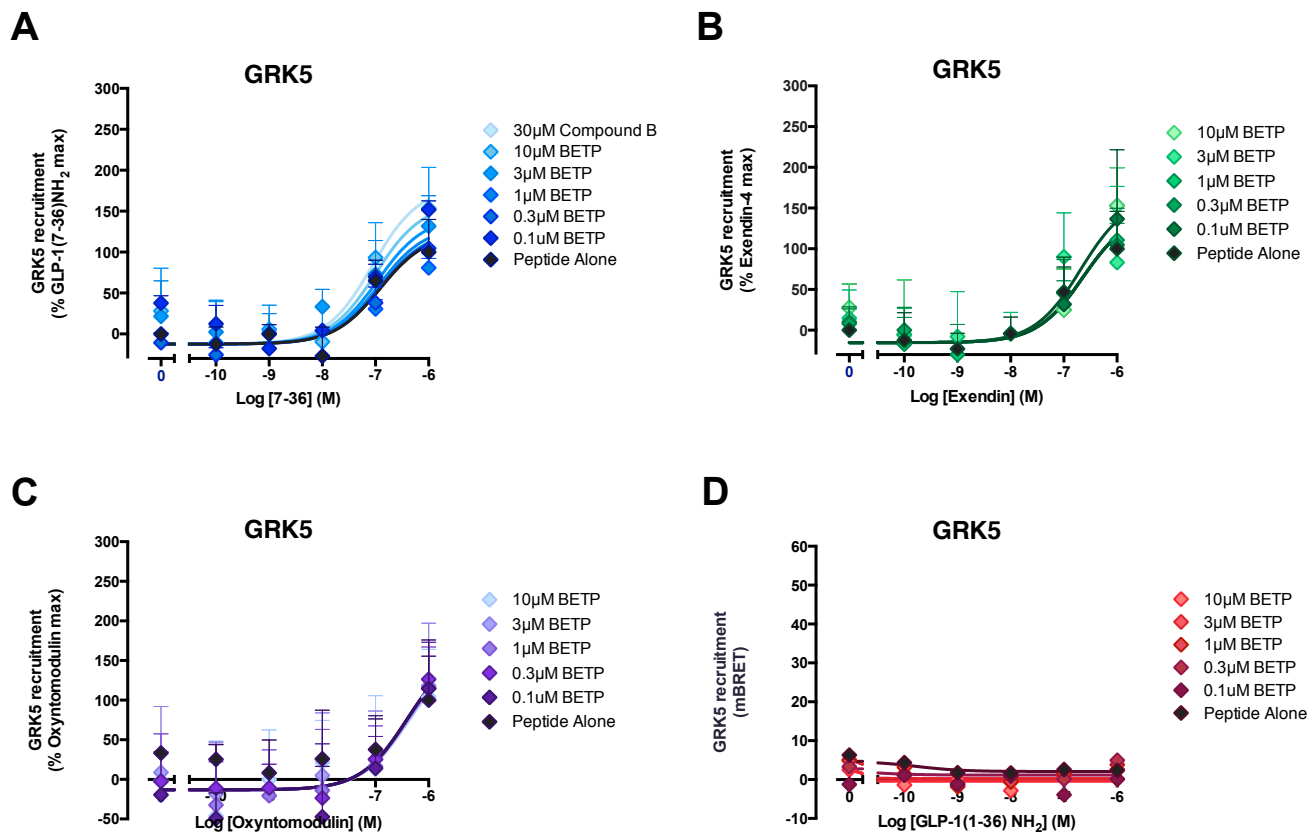 A
GRK5
GRK5 recruitment
(% GLP-1(7-36)NH2 max)
300
250
200
150
100
50
0
0
-10
-9
-8
-7
-6
Log [7-36] (M)
30µM Compound B
10µM BETP
3µM BETP
1µM BETP
0.3µM BETP
0.1uM BETP
Peptide Alone
B
GRK5
GRK5 recruitment
(% Exendin-4 max)
300
250
200
150
100
50
0
0
-10
-9
-8
-7
-6
Log [Exendin] (M)
10µM BETP
3µM BETP
1µM BETP
0.3µM BETP
0.1uM BETP
Peptide Alone
C
GRK5
GRK5 recruitment
(% Oxyntomodulin max)
300
250
200
150
100
50
0
-50
-7
-6
Log [Oxyntomodulin] (M)
10µM BETP
3µM BETP
1µM BETP
0.3µM BETP
0.1uM BETP
Peptide Alone
D
GRK5
GRK5 recruitment
(mBRET)
60
50
40
30
20
10
0
-10
0
-10
-9
-8
-7
-6
Log [GLP-1(1-36) NH2] (M)
10µM BETP
3µM BETP
1µM BETP
0.3µM BETP
0.1uM BETP
Peptide Alone